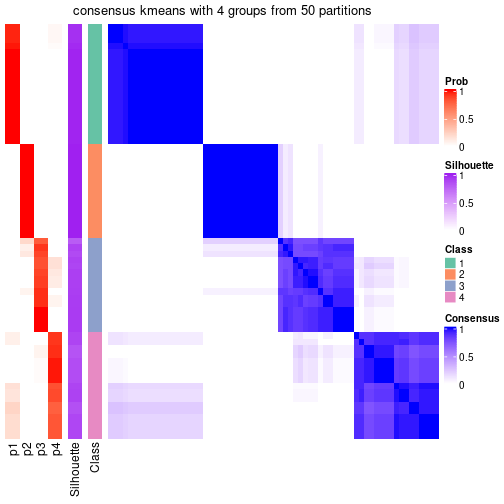 consensus kmeans with 4 groups from 50 partitions
Prob
1
0.5
0
Silhouette
1
0.5
0
Class
1
2
3
4
Consensus
1
0.5
0
p1
p2
p3
p4
Silhouette
Class